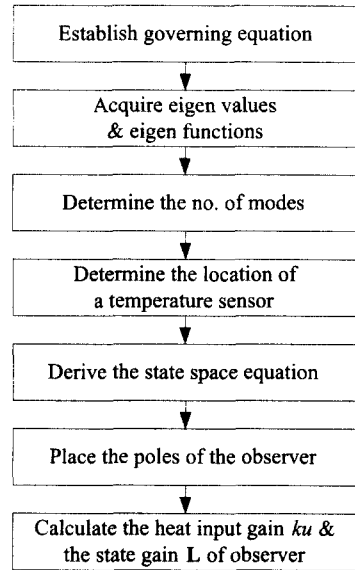 Establish governing equation
Acquire eigen values
& eigen functions
Determine the no. of modes
Determine the location of
a temperature sensor
Derive the state space equation
Place the poles of the observer
Calculate the heat input gain ku &
the state gain L of observer